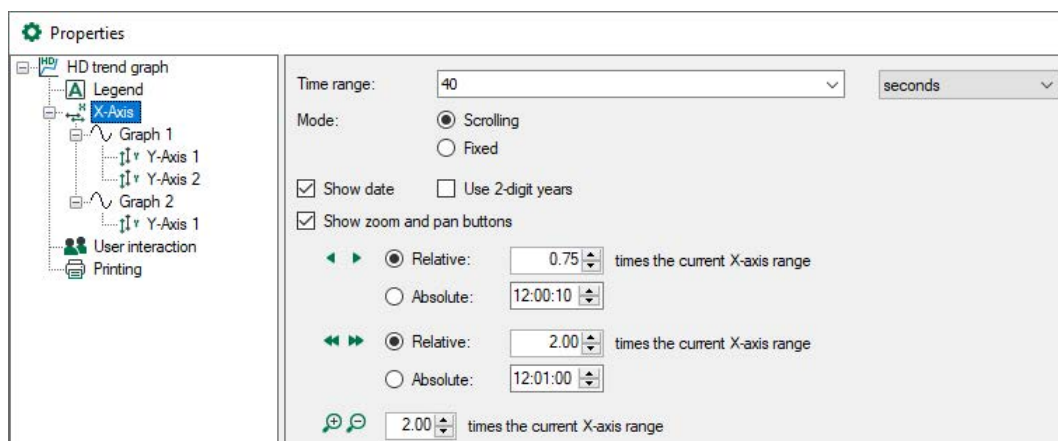 Properties
HD trend graph
Legend
X-Axis
Graph 1
Y-Axis 1
Y-Axis 2
Graph 2
Y-Axis 1
User interaction
Printing
Time range: 40 seconds
Mode: Scrolling
Fixed
Show date Use 2-digit years
Show zoom and pan buttons
Relative: 0.75 times the current X-axis range
Absolute: 12:00:10
Relative: 2.00 times the current X-axis range
Absolute: 12:01:00
2.00 times the current X-axis range